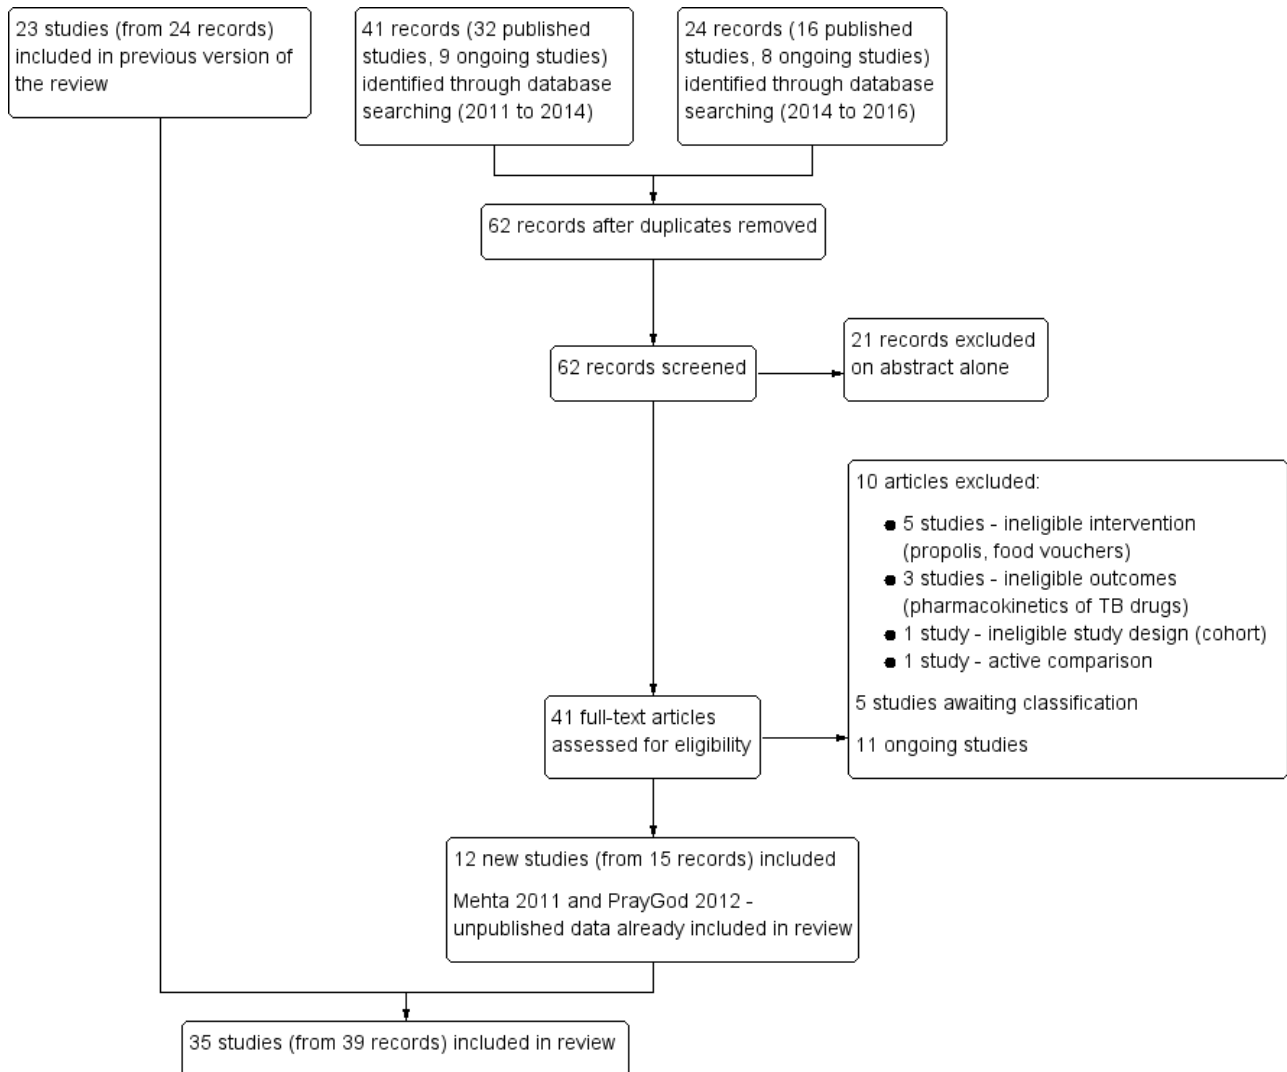 23 studies (from 24 records)
included in previous version of
the review
41 records (32 published
studies, 9 ongoing studies)
identified through database
searching (2011 to 2014)
24 records (16 published
studies, 8 ongoing studies)
identified through database
searching (2014 to 2016)
62 records after duplicates removed
62 records screened
21 records excluded
on abstract alone
10 articles excluded:
● 5 studies - ineligible intervention
(propolis, food vouchers)
● 3 studies - ineligible outcomes
(pharmacokinetics of TB drugs)
● 1 study - ineligible study design (cohort)
● 1 study - active comparison
5 studies awaiting classification
11 ongoing studies
41 full-text articles
assessed for eligibility
12 new studies (from 15 records) included
Mehta 2011 and PrayGod 2012 -
unpublished data already included in review
35 studies (from 39 records) included in review